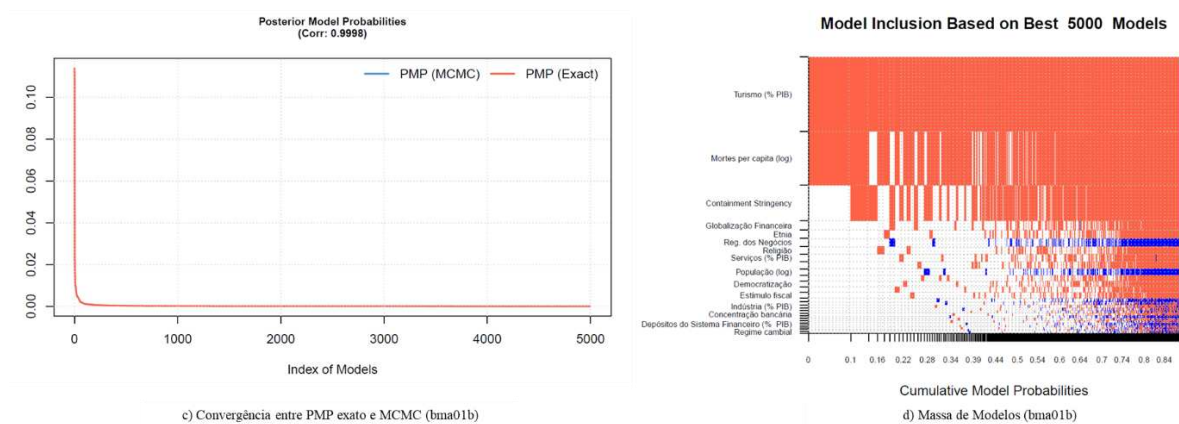 Posterior Model Probabilities
(Corr: 0.9998)
PMP (MCMC)
PMP (Exact)
0.10
0.08
0.06
0.04
0.02
0.00
0
1000
2000
3000
4000
5000
Index of Models
c) Convergência entre PMP exato e MCMC (bma01b)
Model Inclusion Based on Best 5000 Models
Turismo (% PIB)
Mortes per capita (log)
Containment Stringency
Globalização Financeira
Etnia
Reg. dos Negócios
Religião
Serviços (% PIB)
População (log)
Democratização
Estímulo fiscal
Indústria (% PIB)
Concentração bancária
Depósitos do Sistema Financeiro (% PIB)
Regime cambial
0 0.1 0.16 0.22 0.28 0.34 0.39 0.44 0.5 0.54 0.6 0.64 0.7 0.74 0.8 0.84
Cumulative Model Probabilities
d) Massa de Modelos (bma01b)